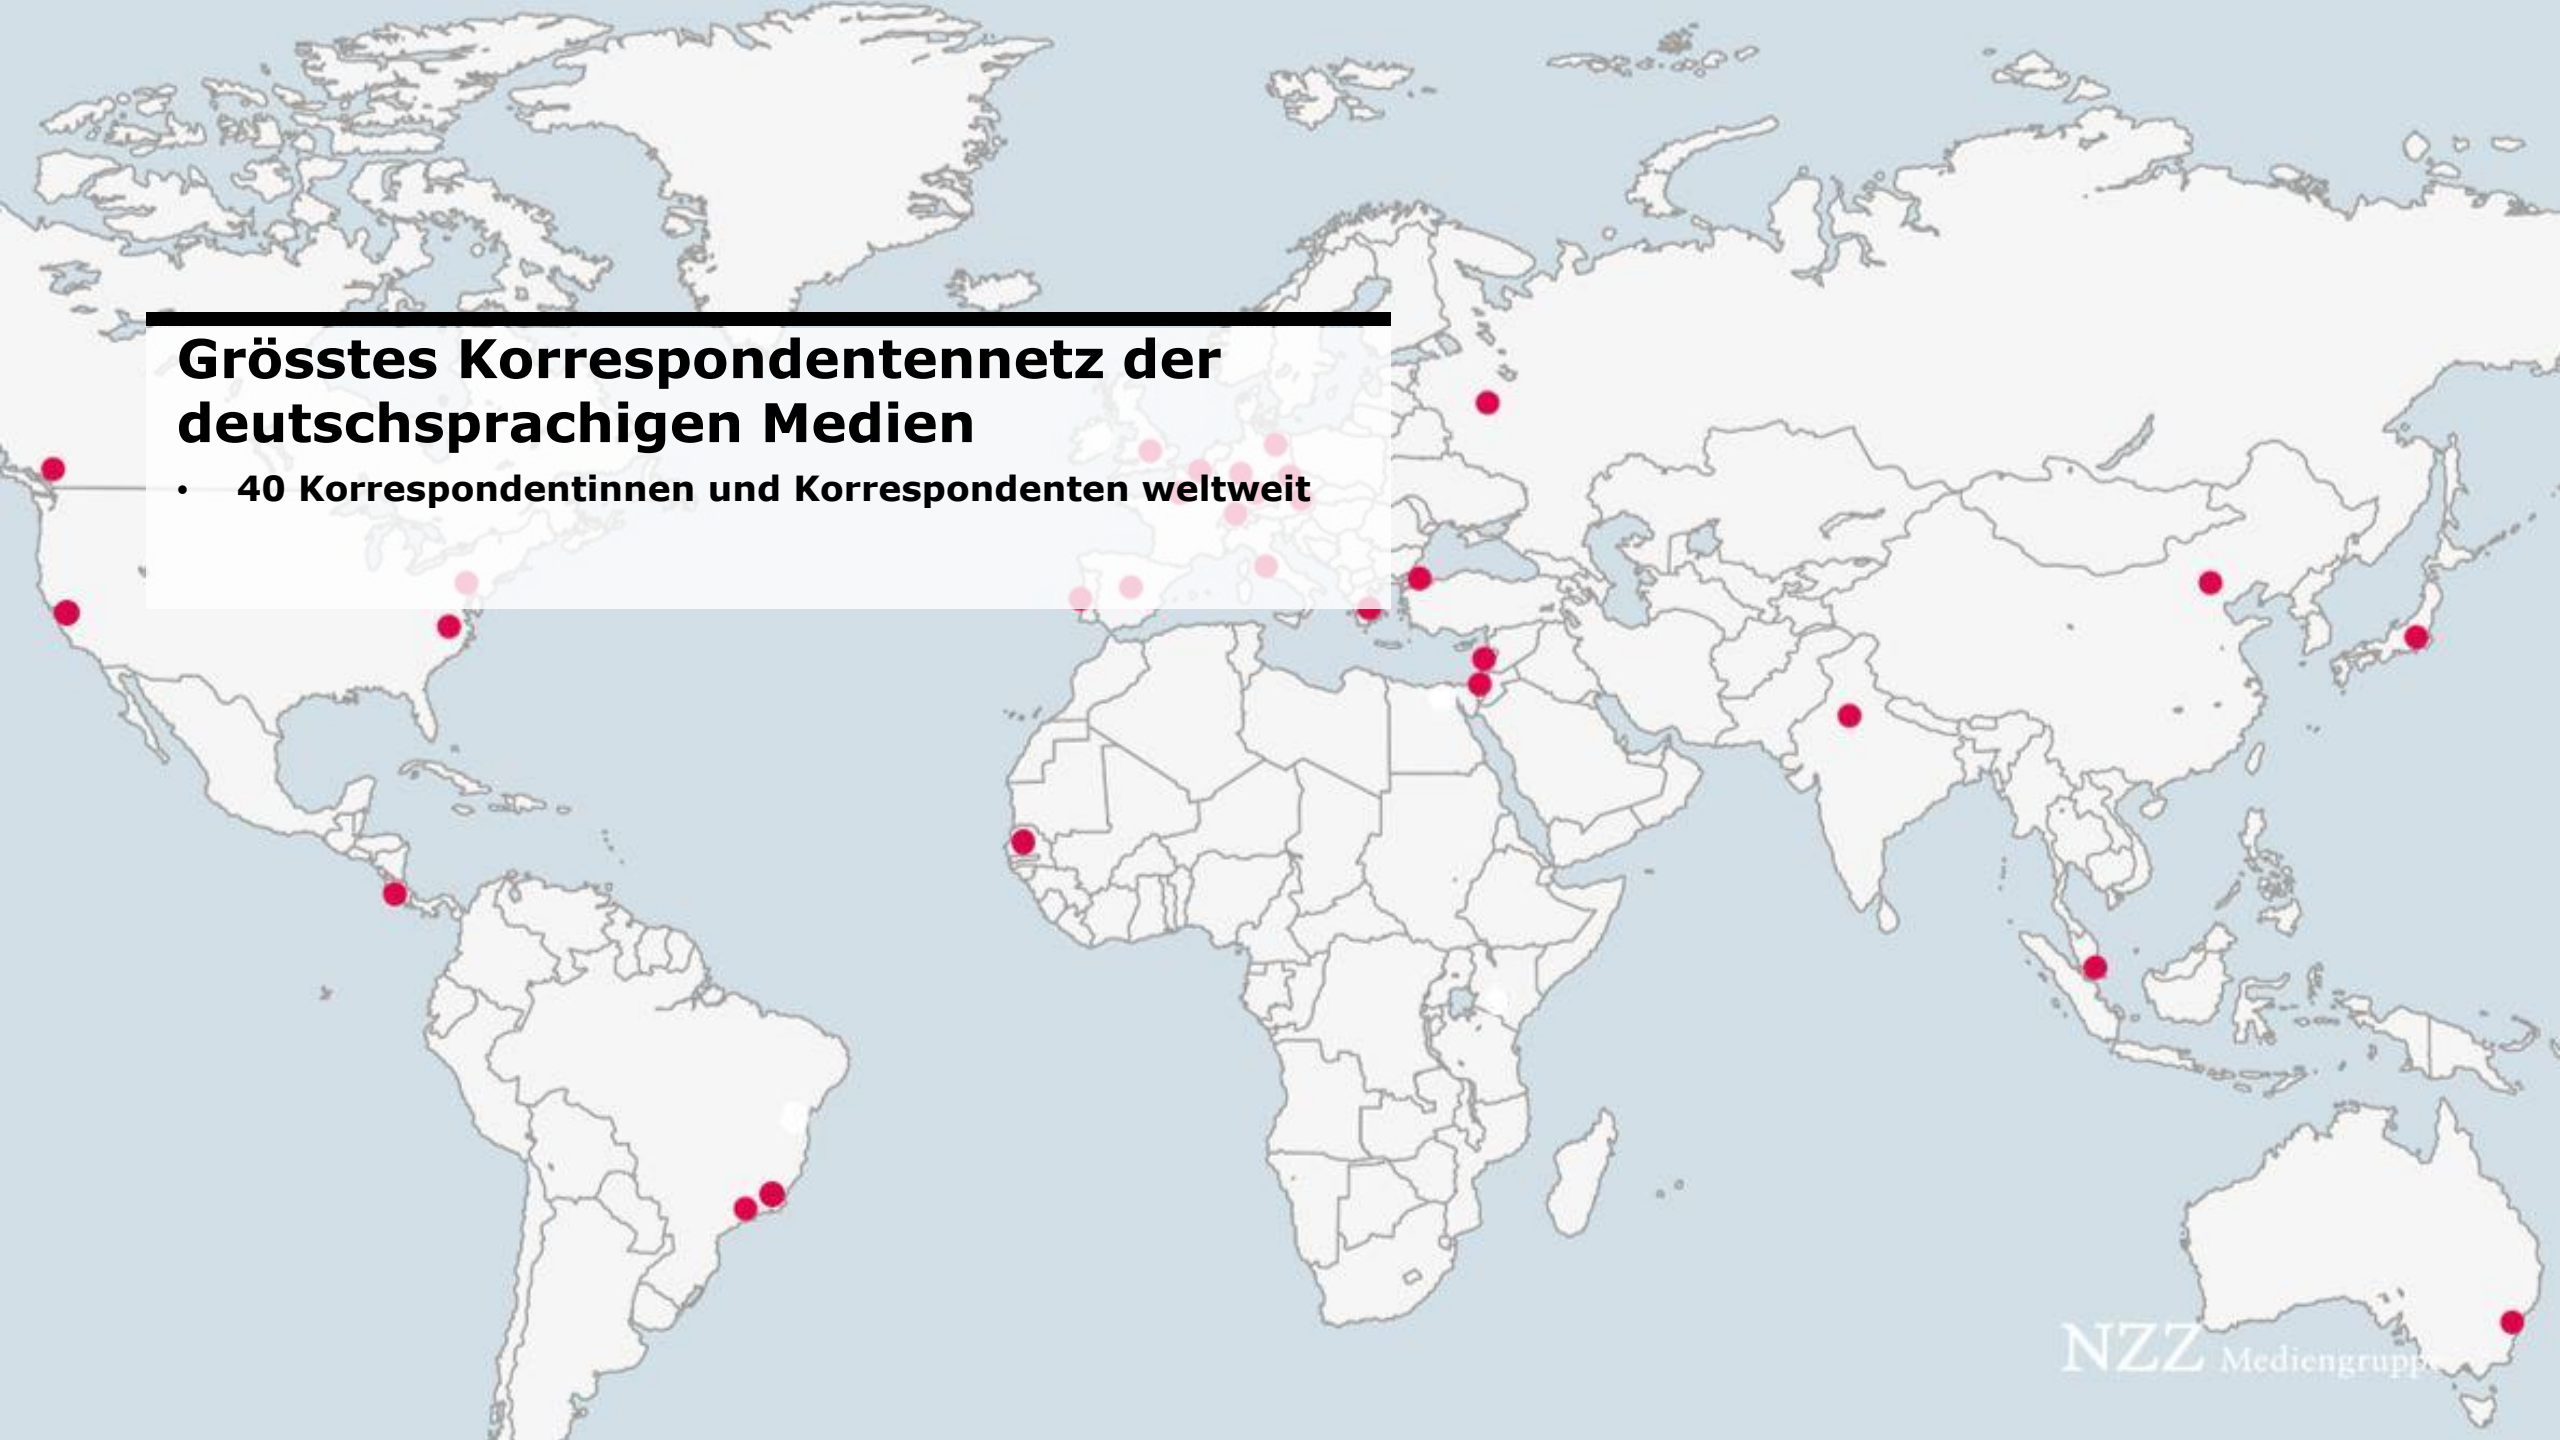 Grösstes Korrespondentennetz der
deutschsprachigen Medien
• 40 Korrespondentinnen und Korrespondenten weltweit
NZZ Mediengruppe